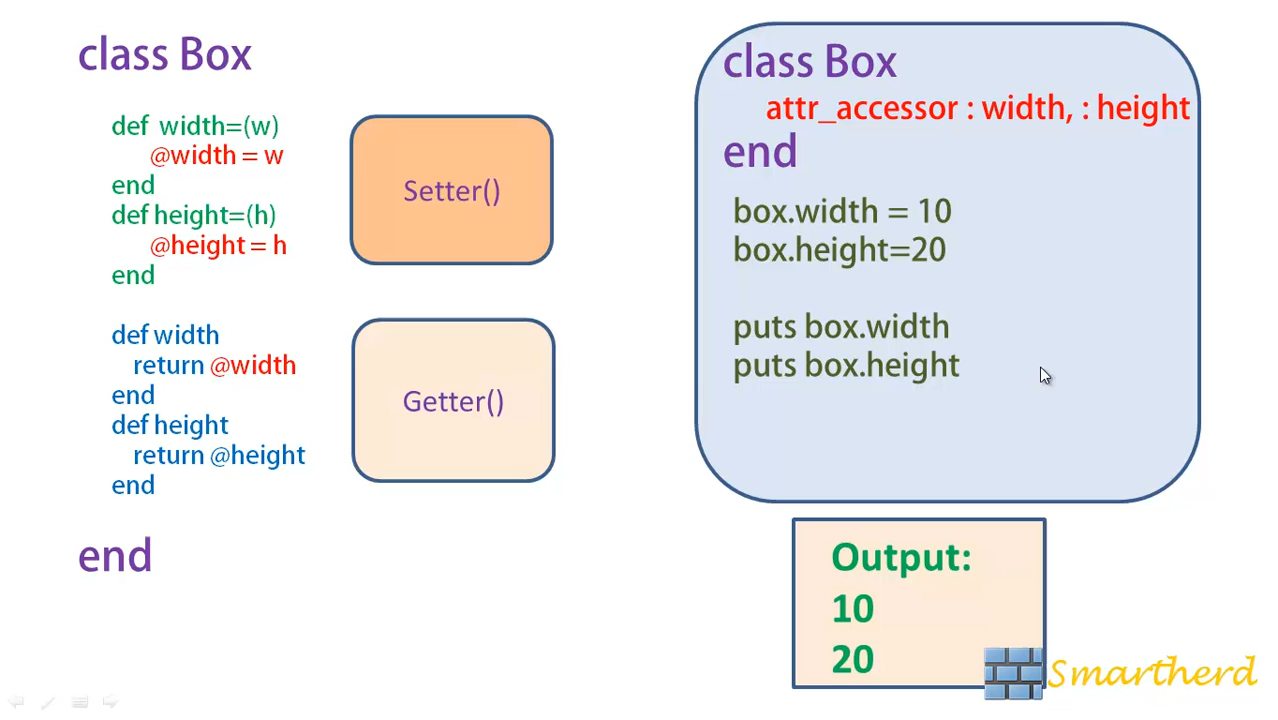 class Box
def width=(w)
@width = w
end
def height=(h)
@height = h
end
def width
return @width
end
def height
return @height
end
end
Setter()
Getter()
class Box
attr_accessor : width, : height
end
box.width = 10
box.height=20
puts box.width
puts box.height
Output:
10
20
Smartherd